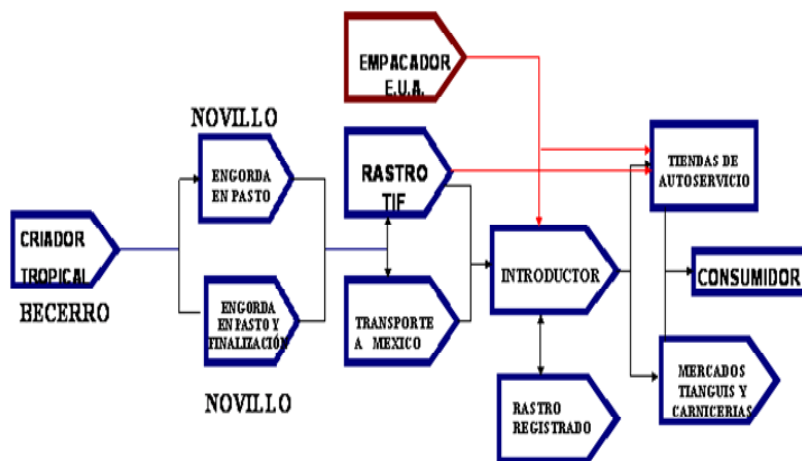 EMPACADOR
E.U.A.
NOVILLO
ENGORDA
EN PASTO
RASTRO
TIF
TIENDAS DE
AUTOSERVICIO
CRIADOR
TROPICAL
BECERRO
ENGORDA
EN PASTO Y
FINALIZACIÓN
NOVILLO
TRANSPORTE
A MEXICO
INTRODUCTOR
CONSUMIDOR
RASTRO
REGISTRADO
MERCADOS
TIANGUIS Y
CARNICERIAS